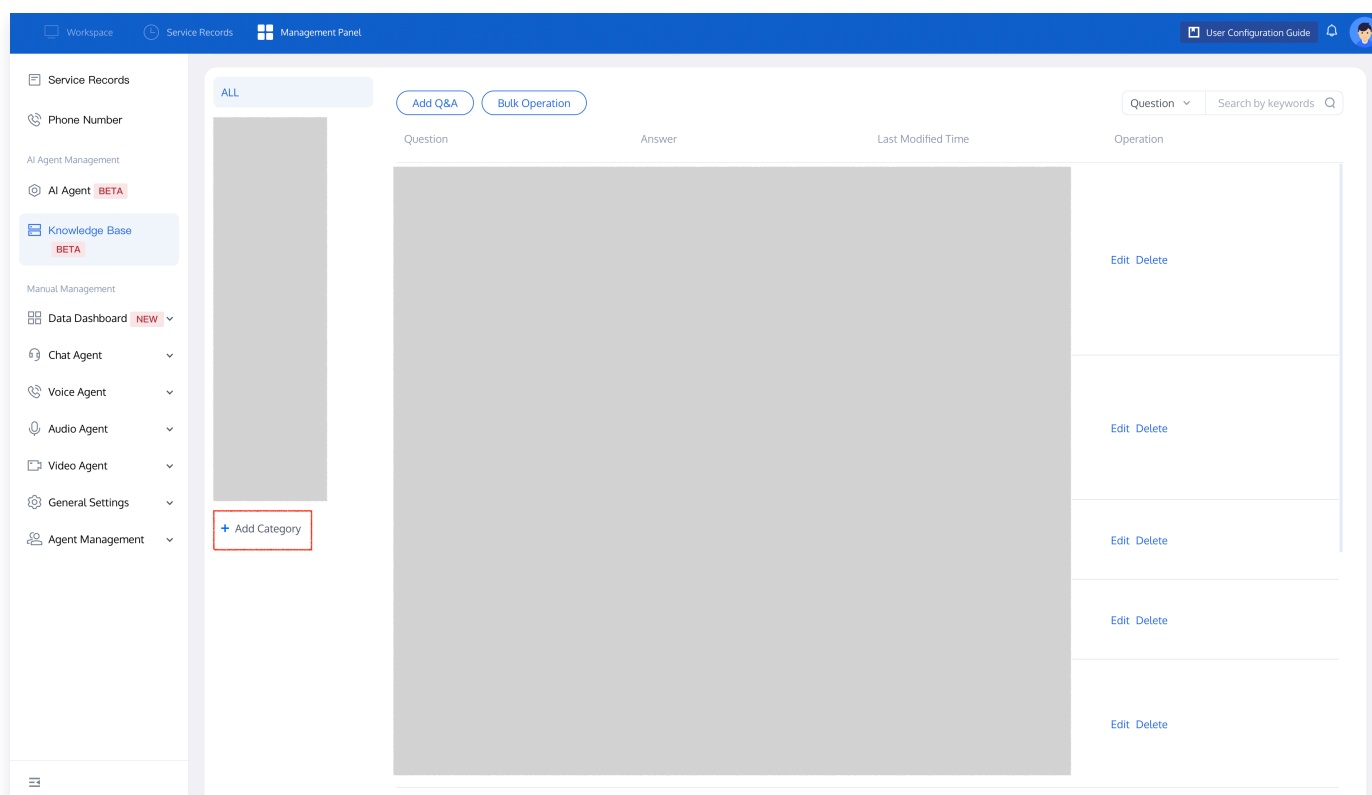 Workspace Service Records Management Panel User Configuration Guide
Service Records
Phone Number
AI Agent Management
AI Agent BETA
Knowledge Base
BETA
Manual Management
Data Dashboard NEW
Chat Agent
Voice Agent
Audio Agent
Video Agent
General Settings
Agent Management
ALL
+ Add Category
Add Q&A Bulk Operation Question Search by keywords
Question Answer Last Modified Time Operation
Edit Delete
Edit Delete
Edit Delete
Edit Delete
Edit Delete